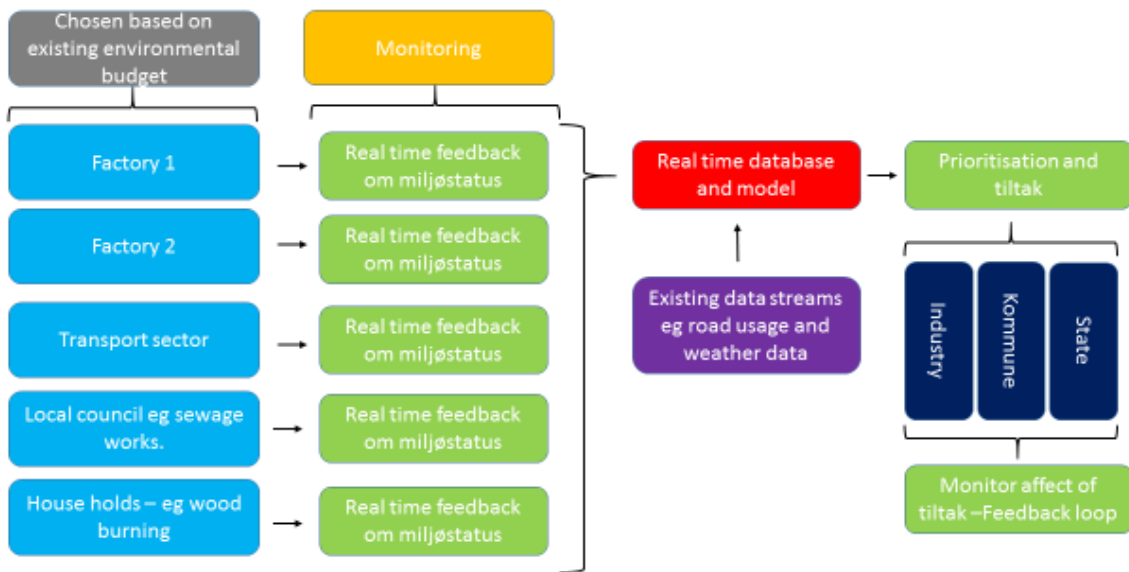 Chosen based on
existing environmental
budget
Monitoring
Factory 1
Real time feedback
om miljøstatus
Factory 2
Real time feedback
om miljøstatus
Transport sector
Real time feedback
om miljøstatus
Local council eg sewage
works.
Real time feedback
om miljøstatus
House holds – eg wood
burning
Real time feedback
om miljøstatus
Real time database
and model
Existing data streams
eg road usage and
weather data
Prioritisation and
tiltak
Industry
Kommune
State
Monitor affect of
tiltak –Feedback loop